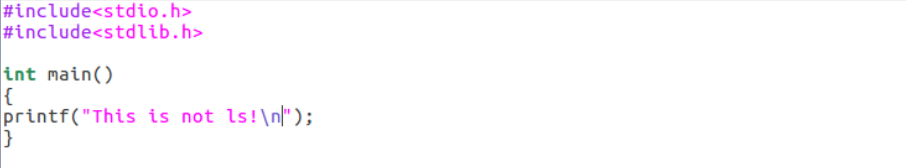 #include<stdio.h>
#include<stdlib.h>
int main()
{
printf("This is not ls!\n");
}